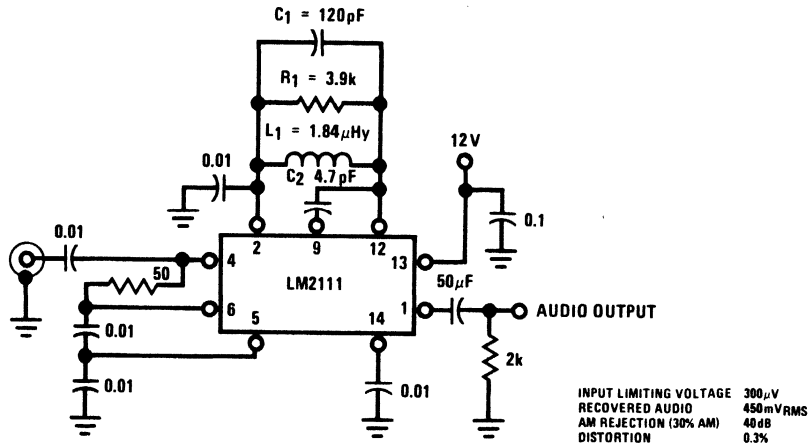 C1 = 120pF
R1 = 3.9k
L1 = 1.84μHy
12V
0.01
C2 4.7pF
0.1
0.01
2
9
12
4
13
50
LM2111
50μF
6
1
AUDIO OUTPUT
0.01
5
14
2k
0.01
0.01
INPUT LIMITING VOLTAGE 300μV
RECOVERED AUDIO 450mVRMS
AM REJECTION (30% AM) 40dB
DISTORTION 0.3%